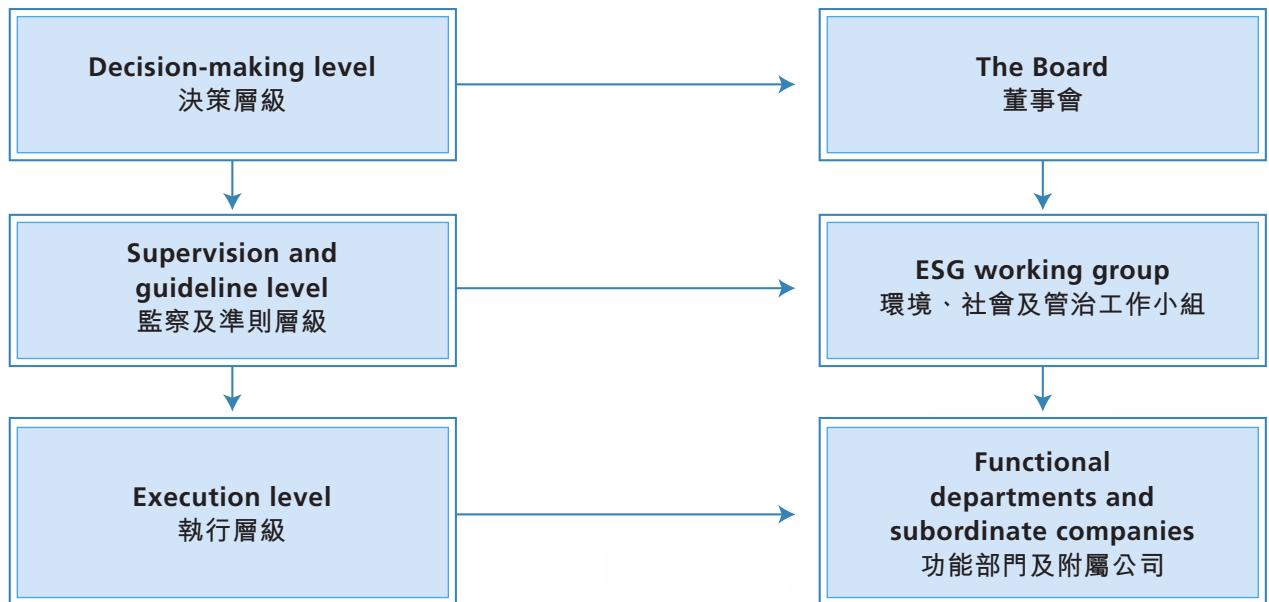 Decision-making level
決策層級
The Board
董事會
Supervision and
guideline level
監察及準則層級
ESG working group
環境、社會及管治工作小組
Execution level
執行層級
Functional
departments and
subordinate companies
功能部門及附屬公司